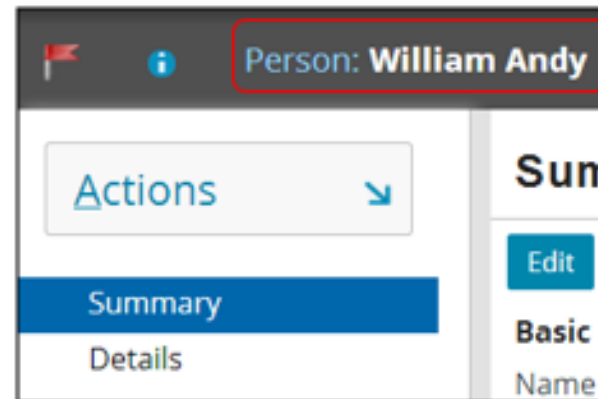 Person: William Andy
Actions
Sum
Edit
Summary
Basic
Details
Name